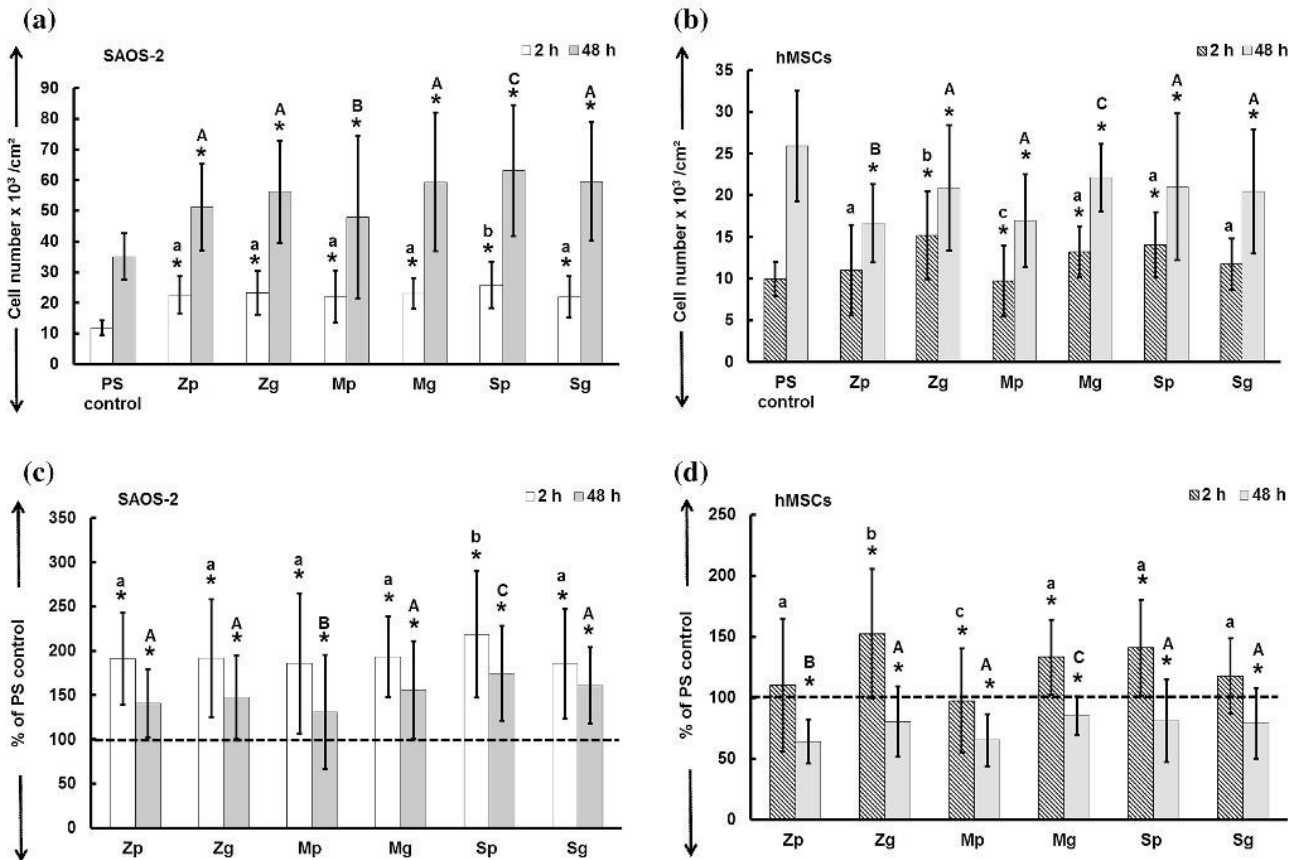 (a)
SAOS-2
2 h 48 h
Cell number x 10³ /cm²
90
80
70
60
50
40
30
20
10
0
a * A *
a * A *
a * B *
a * A *
b * C *
a * A *
PS control Zp Zg Mp Mg Sp Sg
(b)
hMSCs
2 h 48 h
Cell number x 10³ /cm²
35
30
25
20
15
10
5
0
a B *
b * A *
c * A *
a * C *
a * A *
a A *
PS control Zp Zg Mp Mg Sp Sg
(c)
SAOS-2
2 h 48 h
% of PS control
350
300
250
200
150
100
50
0
a * A *
a * A *
a * B *
a * A *
b * C *
a * A *
Zp Zg Mp Mg Sp Sg
(d)
hMSCs
2 h 48 h
% of PS control
250
200
150
100
50
0
a B *
b * A *
c * A *
a * C *
a * A *
a A *
Zp Zg Mp Mg Sp Sg